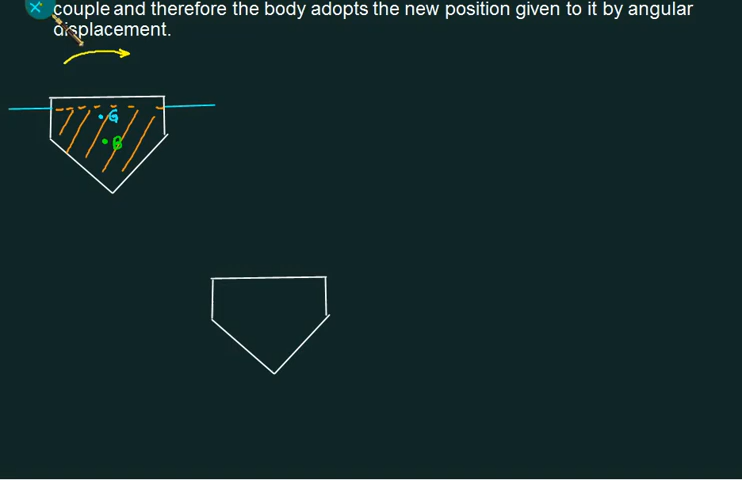 couple and therefore the body adopts the new position given to it by angular
displacement.
G
B